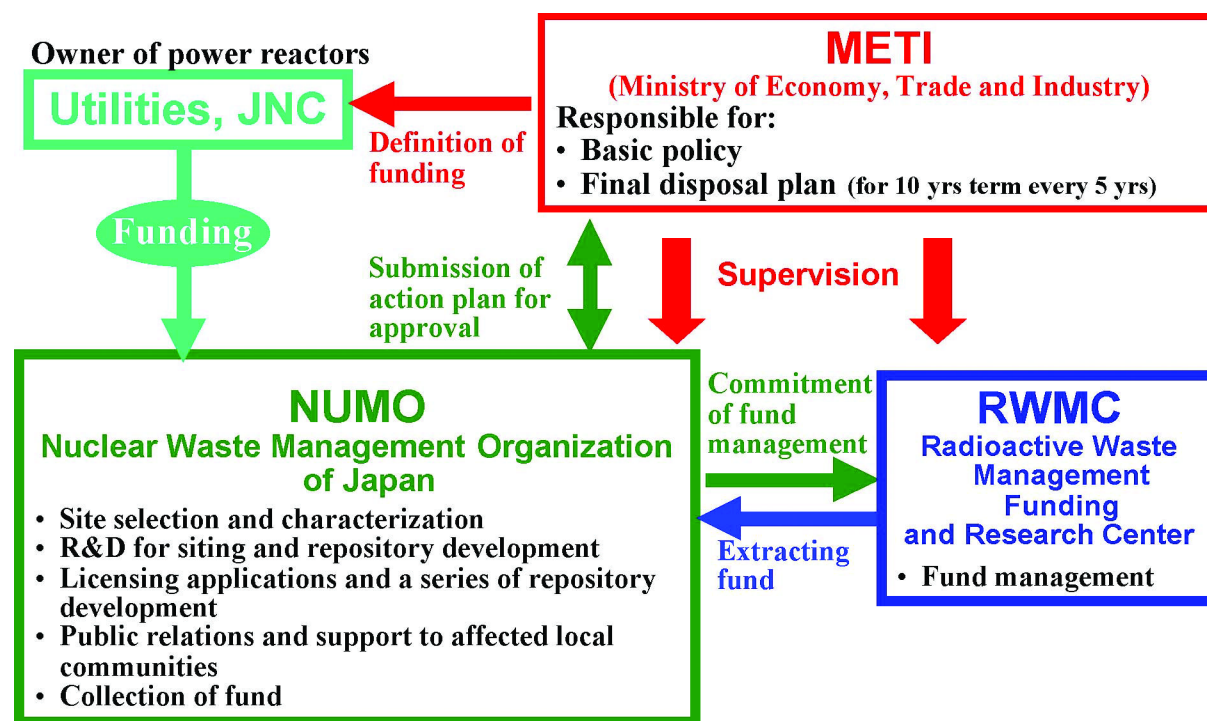 Owner of power reactors
Utilities, JNC
METI
(Ministry of Economy, Trade and Industry)
Responsible for:
• Basic policy
• Final disposal plan (for 10 yrs term every 5 yrs)
Definition of
funding
Funding
Submission of
action plan for
approval
Supervision
NUMO
Nuclear Waste Management Organization
of Japan
• Site selection and characterization
• R&D for siting and repository development
• Licensing applications and a series of repository
development
• Public relations and support to affected local
communities
• Collection of fund
Commitment
of fund
management
Extracting
fund
RWMC
Radioactive Waste
Management
Funding
and Research Center
• Fund management